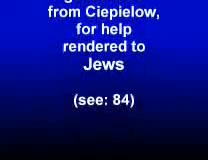 from Ciepielow,
for help
rendered to
Jews
(see: 84)